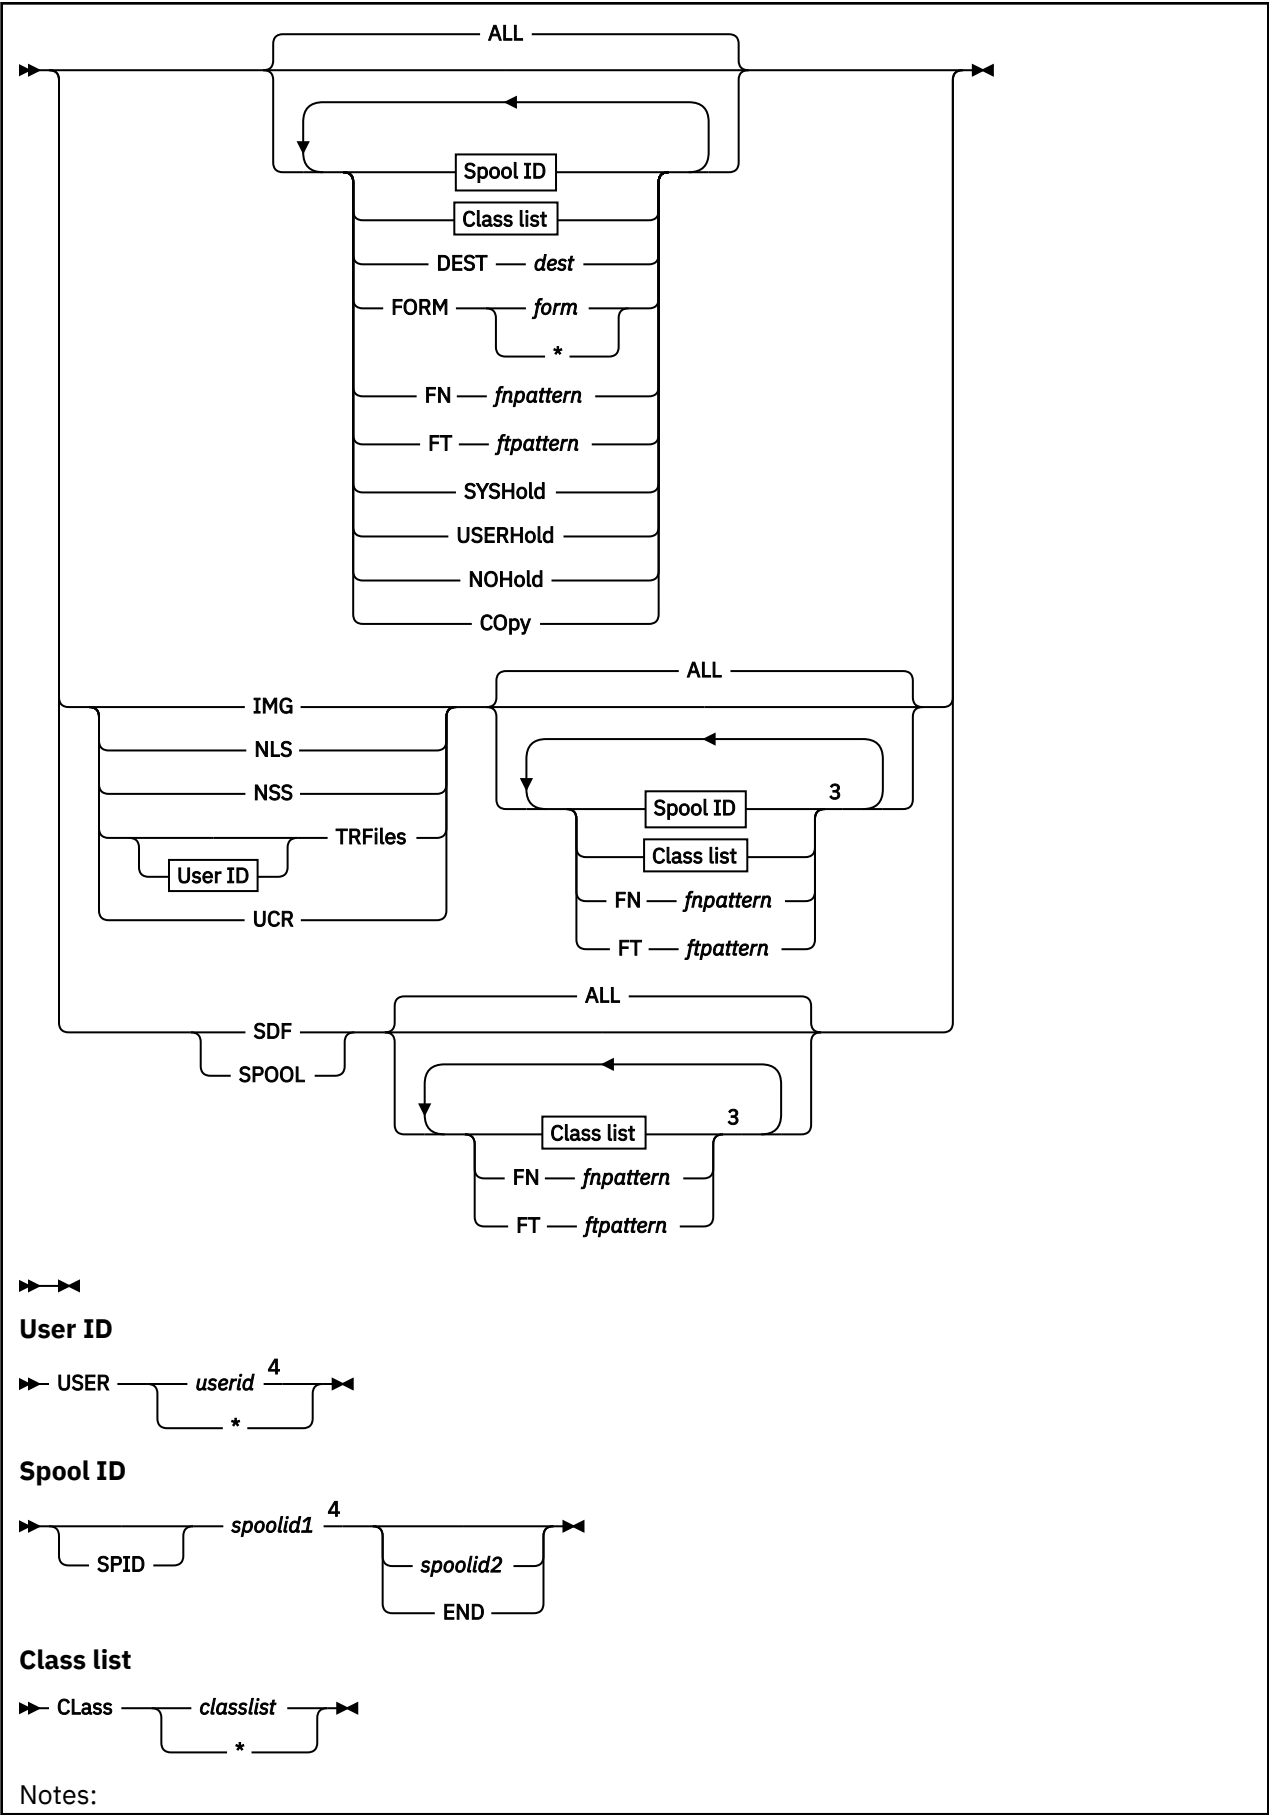 ALL
Spool ID
Class list
DEST dest
FORM form
*
FN fnpattern
FT ftpattern
SYSHold
USERHold
NOHold
COpy
ALL
IMG
NLS
NSS
Spool ID 3
TRFiles
Class list
User ID
FN fnpattern
UCR
FT ftpattern
ALL
SDF
SPOOL
Class list 3
FN fnpattern
FT ftpattern
User ID
USER userid 4
*
Spool ID
spoolid1 4
SPID spoolid2
END
Class list
CLass classlist
*
Notes: